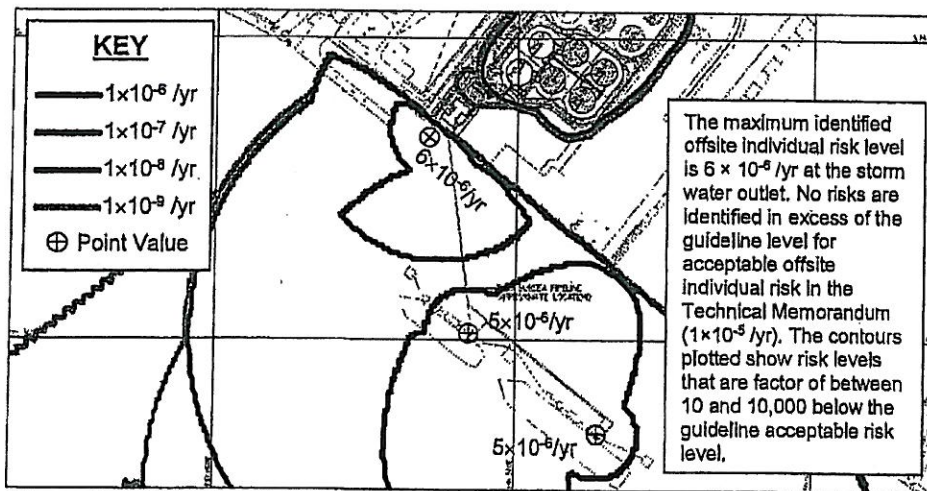 KEY
1×10⁻⁶ /yr
1×10⁻⁷ /yr
1×10⁻⁸ /yr
1×10⁻⁹ /yr
⊕ Point Value
6×10⁻⁶/yr
5×10⁻⁶/yr
5×10⁻⁶/yr
The maximum identified
offsite individual risk level
is 6 × 10⁻⁶ /yr at the storm
water outlet. No risks are
identified in excess of the
guideline level for
acceptable offsite
individual risk in the
Technical Memorandum
(1×10⁻⁵ /yr). The contours
plotted show risk levels
that are factor of between
10 and 10,000 below the
guideline acceptable risk
level.